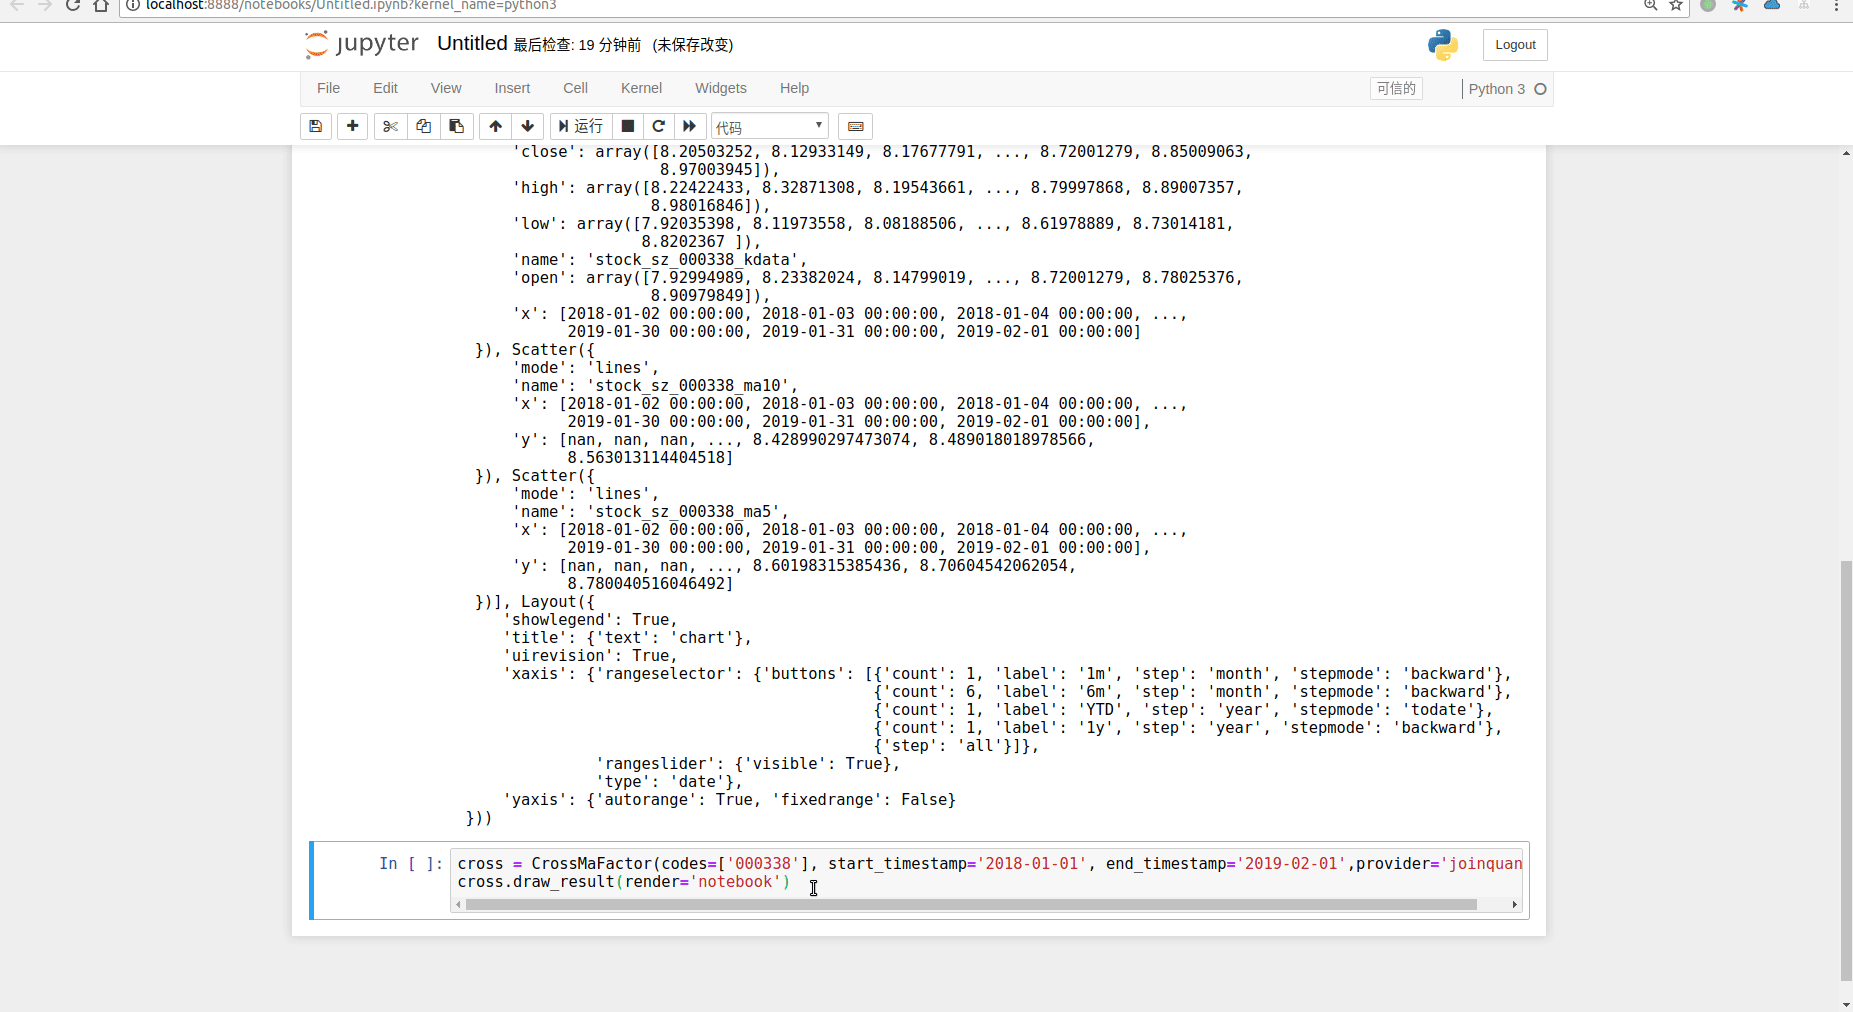 localhost:8888/notebooks/Untitled.ipynb?kernel_name=python3
jupyter Untitled 最后检查: 19 分钟前 (未保存改变)
Logout
File Edit View Insert Cell Kernel Widgets Help 可信的 Python 3
运行 代码
'close': array([8.20503252, 8.12933149, 8.17677791, ..., 8.72001279, 8.85009063,
8.97003945]),
'high': array([8.22422433, 8.32871308, 8.19543661, ..., 8.79997868, 8.89007357,
8.98016846]),
'low': array([7.92035398, 8.11973558, 8.08188506, ..., 8.61978889, 8.73014181,
8.8202367 ]),
'name': 'stock_sz_000338_kdata',
'open': array([7.92994989, 8.23382024, 8.14799019, ..., 8.72001279, 8.78025376,
8.90979849]),
'x': [2018-01-02 00:00:00, 2018-01-03 00:00:00, 2018-01-04 00:00:00, ...,
2019-01-30 00:00:00, 2019-01-31 00:00:00, 2019-02-01 00:00:00]
}), Scatter({
'mode': 'lines',
'name': 'stock_sz_000338_ma10',
'x': [2018-01-02 00:00:00, 2018-01-03 00:00:00, 2018-01-04 00:00:00, ...,
2019-01-30 00:00:00, 2019-01-31 00:00:00, 2019-02-01 00:00:00],
'y': [nan, nan, nan, ..., 8.428990297473074, 8.489018018978566,
8.563013114404518]
}), Scatter({
'mode': 'lines',
'name': 'stock_sz_000338_ma5',
'x': [2018-01-02 00:00:00, 2018-01-03 00:00:00, 2018-01-04 00:00:00, ...,
2019-01-30 00:00:00, 2019-01-31 00:00:00, 2019-02-01 00:00:00],
'y': [nan, nan, nan, ..., 8.60198315385436, 8.70604542062054,
8.780040516046492]
})], Layout({
'showlegend': True,
'title': {'text': 'chart'},
'uirevision': True,
'xaxis': {'rangeselector': {'buttons': [{'count': 1, 'label': '1m', 'step': 'month', 'stepmode': 'backward'},
{'count': 6, 'label': '6m', 'step': 'month', 'stepmode': 'backward'},
{'count': 1, 'label': 'YTD', 'step': 'year', 'stepmode': 'todate'},
{'count': 1, 'label': '1y', 'step': 'year', 'stepmode': 'backward'},
{'step': 'all'}]},
'rangeslider': {'visible': True},
'type': 'date'},
'yaxis': {'autorange': True, 'fixedrange': False}
}))
In [ ]: cross = CrossMaFactor(codes=['000338'], start_timestamp='2018-01-01', end_timestamp='2019-02-01',provider='joinquan
cross.draw_result(render='notebook')